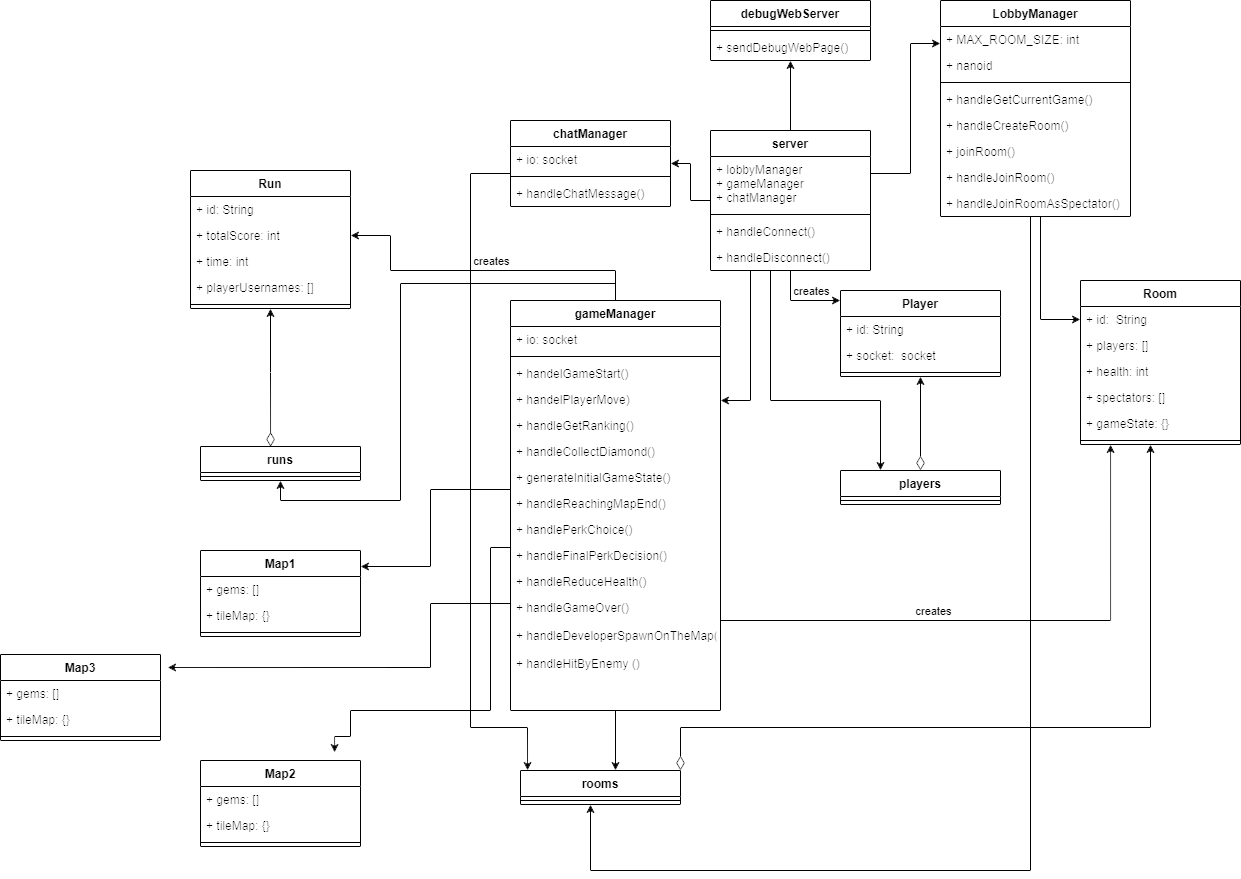 debugWebServer
+ sendDebugWebPage()
LobbyManager
+ MAX_ROOM_SIZE: int
+ nanoid
+ handleGetCurrentGame()
+ handleCreateRoom()
+ joinRoom()
+ handleJoinRoom()
+ handleJoinRoomAsSpectator()
chatManager
+ io: socket
+ handleChatMessage()
server
+ lobbyManager
+ gameManager
+ chatManager
+ handleConnect()
+ handleDisconnect()
Run
+ id: String
+ totalScore: int
+ time: int
+ playerUsernames: []
creates
creates
Player
+ id: String
+ socket:  socket
Room
+ id:  String
+ players: []
+ health: int
+ spectators: []
+ gameState: {}
gameManager
+ io: socket
+ handelGameStart()
+ handelPlayerMove)
+ handleGetRanking()
+ handleCollectDiamond()
+ generateInitialGameState()
+ handleReachingMapEnd()
+ handlePerkChoice()
+ handleFinalPerkDecision()
+ handleReduceHealth()
+ handleGameOver()
+ handleDeveloperSpawnOnTheMap(
+ handleHitByEnemy ()
runs
players
Map1
+ gems: []
+ tileMap: {}
creates
Map3
+ gems: []
+ tileMap: {}
Map2
+ gems: []
+ tileMap: {}
rooms